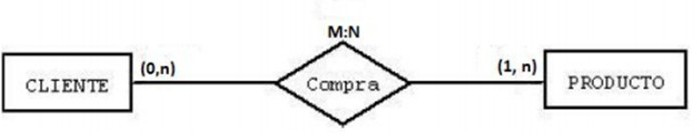 M:N
CLIENTE (0,n) Compra (1, n) PRODUCTO